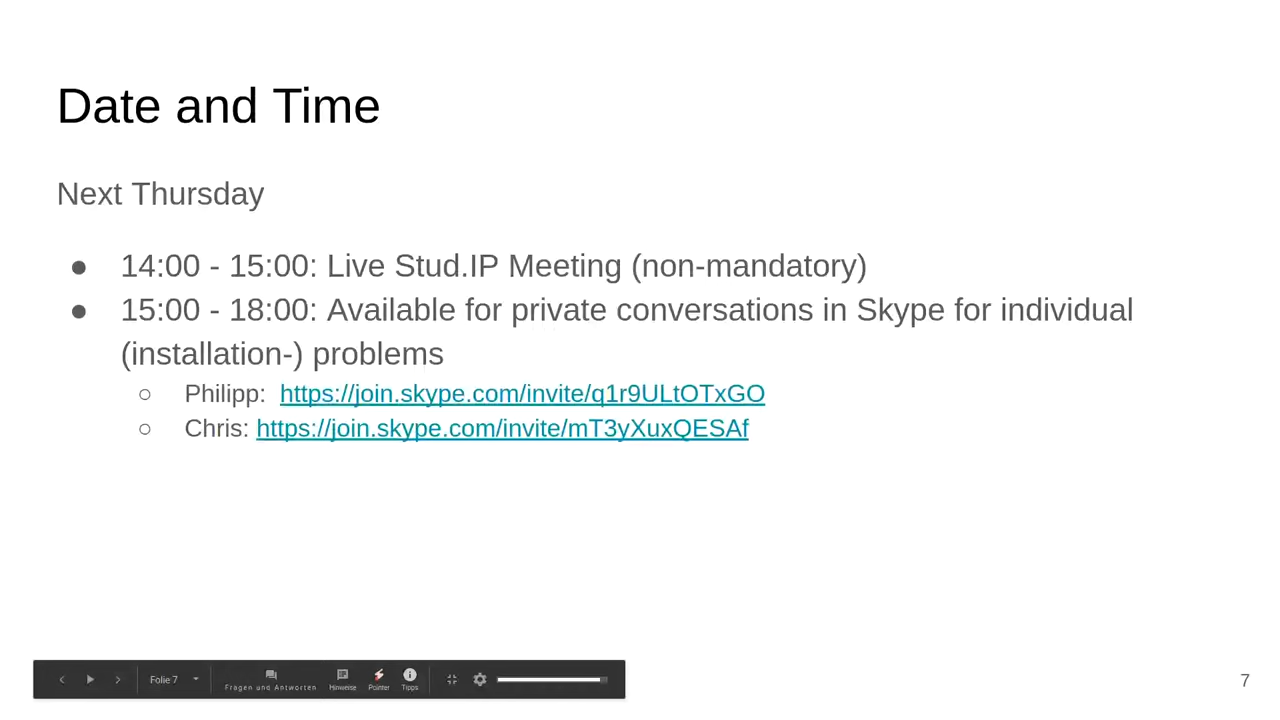 Date and Time
Next Thursday
● 14:00 - 15:00: Live Stud.IP Meeting (non-mandatory)
● 15:00 - 18:00: Available for private conversations in Skype for individual
(installation-) problems
○ Philipp: https://join.skype.com/invite/q1r9ULtOTxGO
○ Chris: https://join.skype.com/invite/mT3yXuxQESAf
Folie 7
Fragen und Antworten
Hinweise
Pointer
Tipps
7